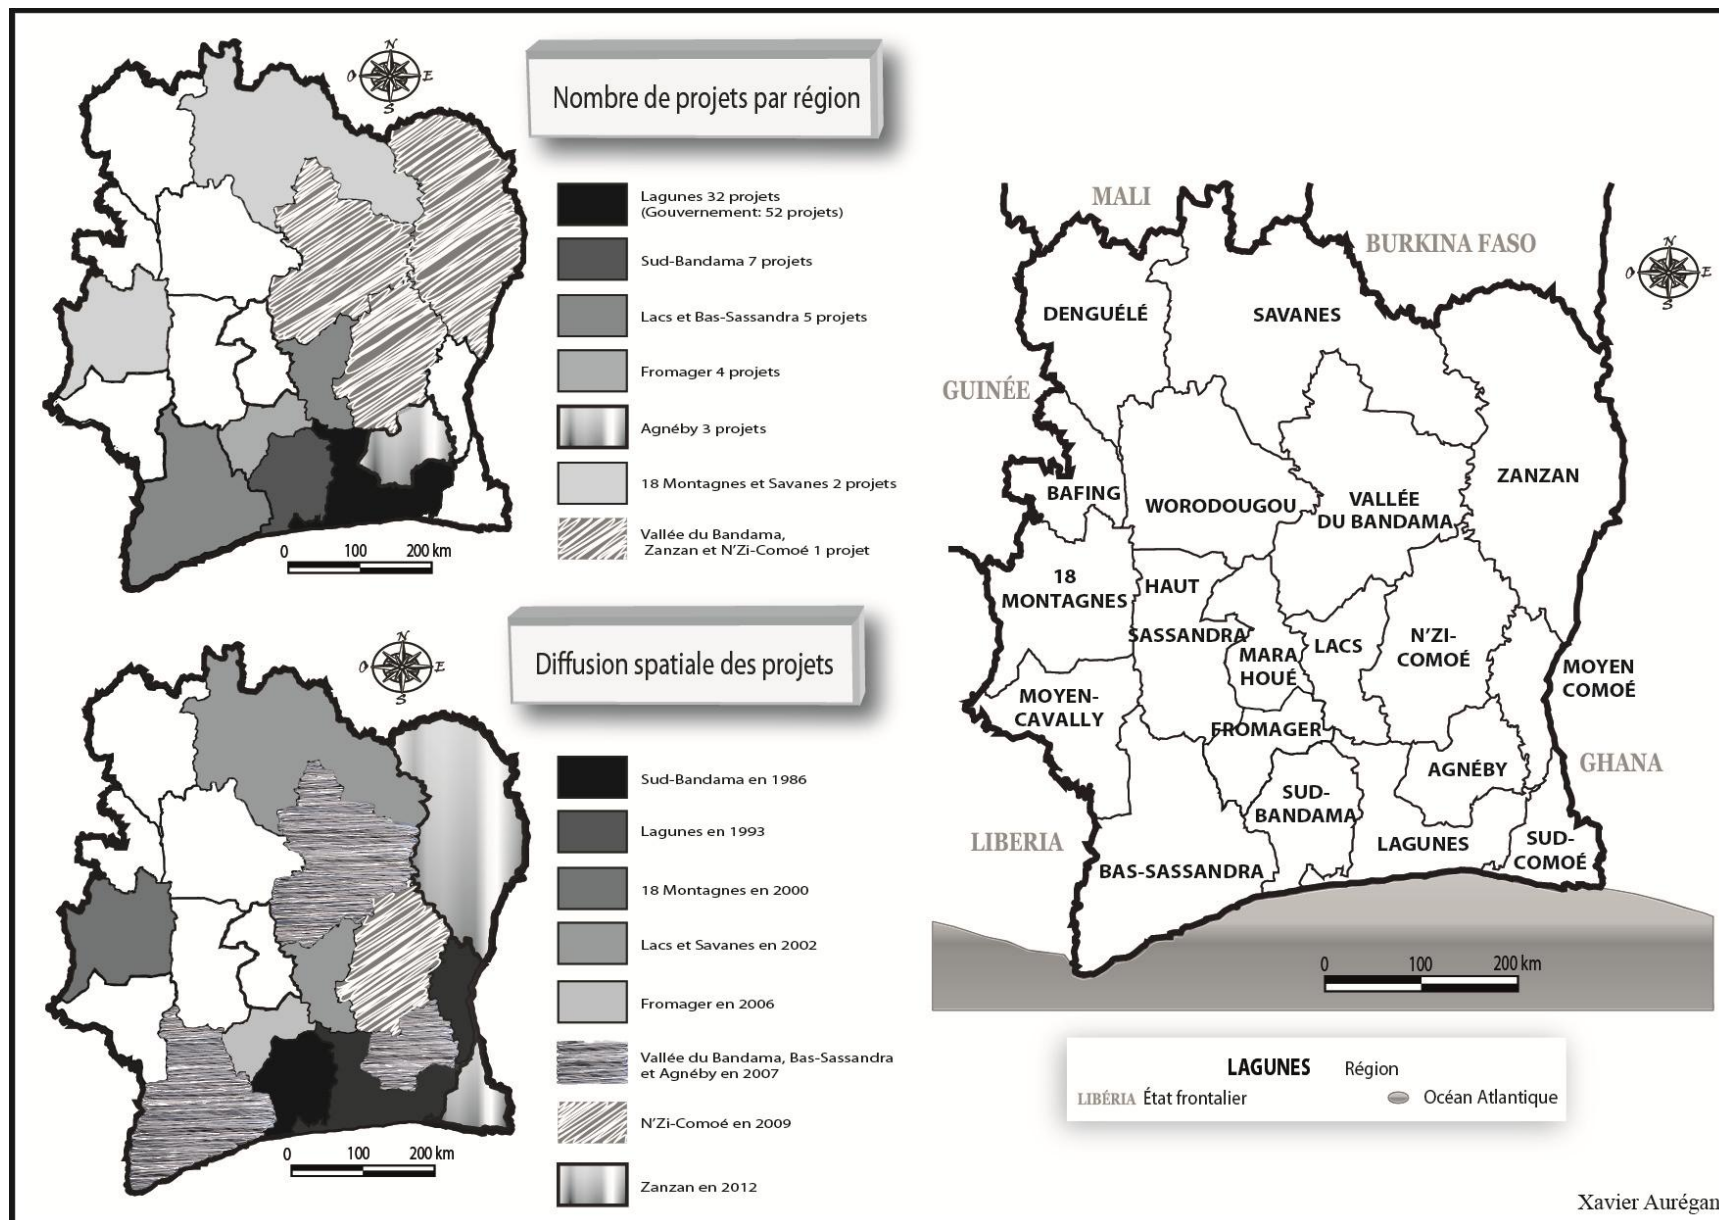 N
O
E
S
Nombre de projets par région
Lagunes 32 projets
(Gouvernement: 52 projets)
Sud-Bandama 7 projets
Lacs et Bas-Sassandra 5 projets
Fromager 4 projets
Agnéby 3 projets
18 Montagnes et Savanes 2 projets
Vallée du Bandama,
Zanzan et N'Zi-Comoé 1 projet
0 100 200 km
Diffusion spatiale des projets
N
O
E
S
Sud-Bandama en 1986
Lagunes en 1993
18 Montagnes en 2000
Lacs et Savanes en 2002
Fromager en 2006
Vallée du Bandama, Bas-Sassandra
et Agnéby en 2007
N'Zi-Comoé en 2009
Zanzan en 2012
0 100 200 km
MALI
BURKINA FASO
N
O
E
S
DENGUÉLÉ
SAVANES
GUINÉE
ZANZAN
BAFING
WORODOUGOU
VALLÉE
DU BANDAMA
18
MONTAGNES
HAUT
SASSANDRA
MARA
HOUÉ
LACS
N'ZI-
COMOÉ
MOYEN
COMOÉ
MOYEN-
CAVALLY
FROMAGER
AGNÉBY
GHANA
SUD-
BANDAMA
LIBERIA
LAGUNES
SUD-
COMOÉ
BAS-SASSANDRA
0 100 200 km
LAGUNES Région
LIBÉRIA État frontalier
Océan Atlantique
Xavier Aurégan